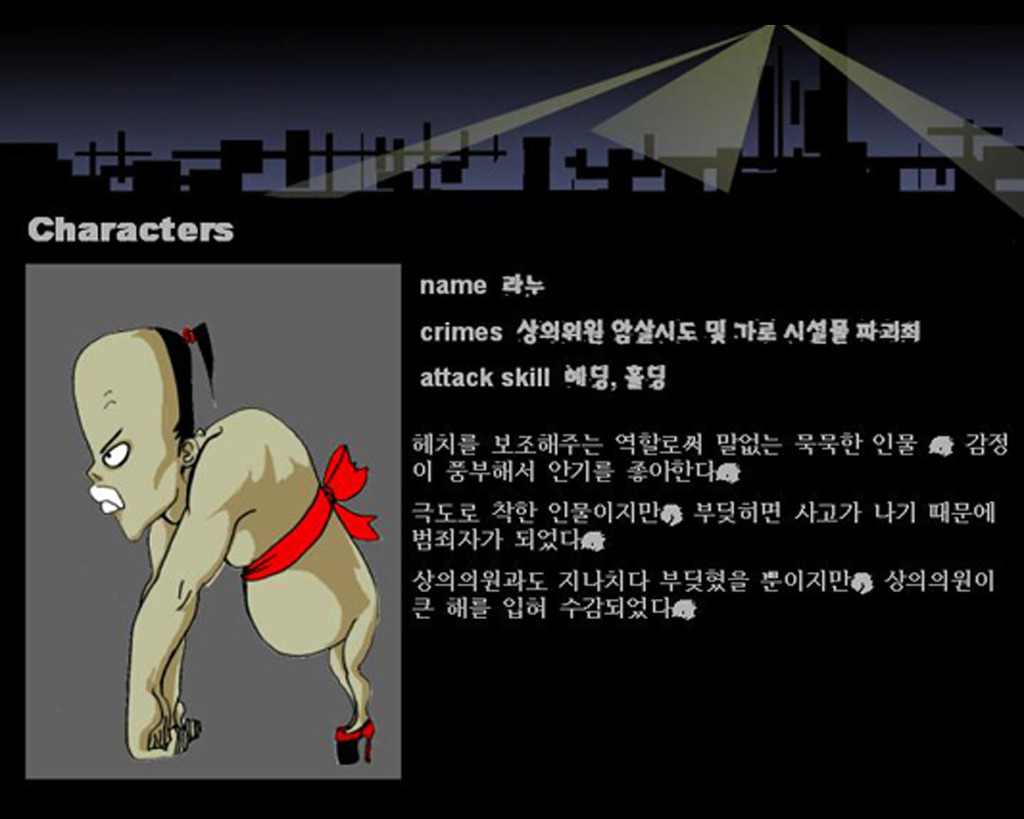 Characters
name 라누
crimes 상의위원 암살시도 및 가로 시설물 파괴죄
attack skill 헤딩, 홀딩
헤치를 보조해주는 역할로써 말없는 묵묵한 인물 감정
이 풍부해서 안기를 좋아한다
극도로 착한 인물이지만 부딪히면 사고가 나기 때문에
범죄자가 되었다
상의의원과도 지나치다 부딪혔을 뿐이지만 상의의원이
큰 해를 입혀 수감되었다